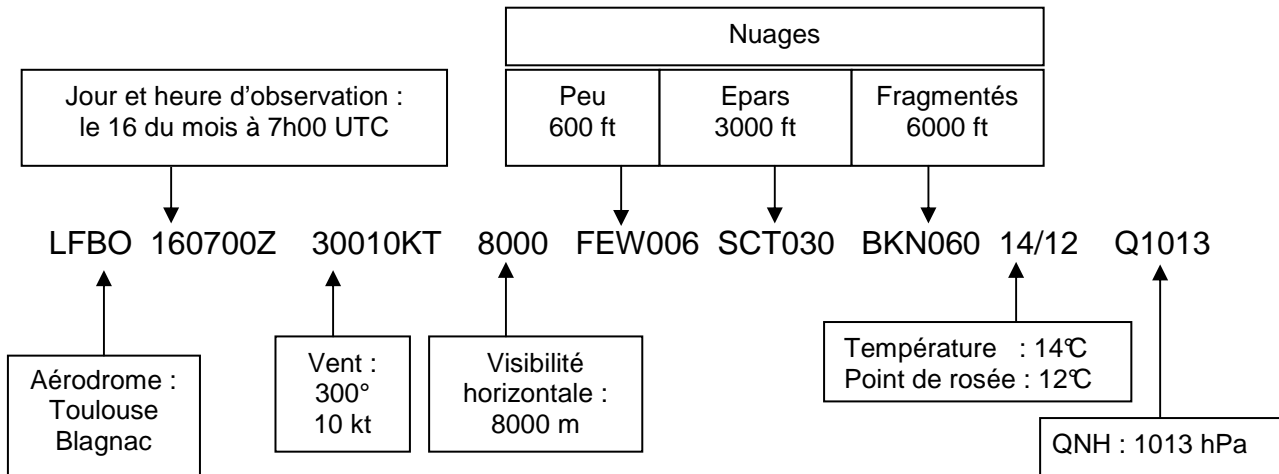 Nuages
Jour et heure d'observation :
le 16 du mois à 7h00 UTC
Peu
600 ft
Epars
3000 ft
Fragmentés
6000 ft
LFBO 160700Z 30010KT 8000 FEW006 SCT030 BKN060 14/12 Q1013
Aérodrome :
Toulouse
Blagnac
Vent :
300°
10 kt
Visibilité
horizontale :
8000 m
Température : 14°C
Point de rosée : 12°C
QNH : 1013 hPa